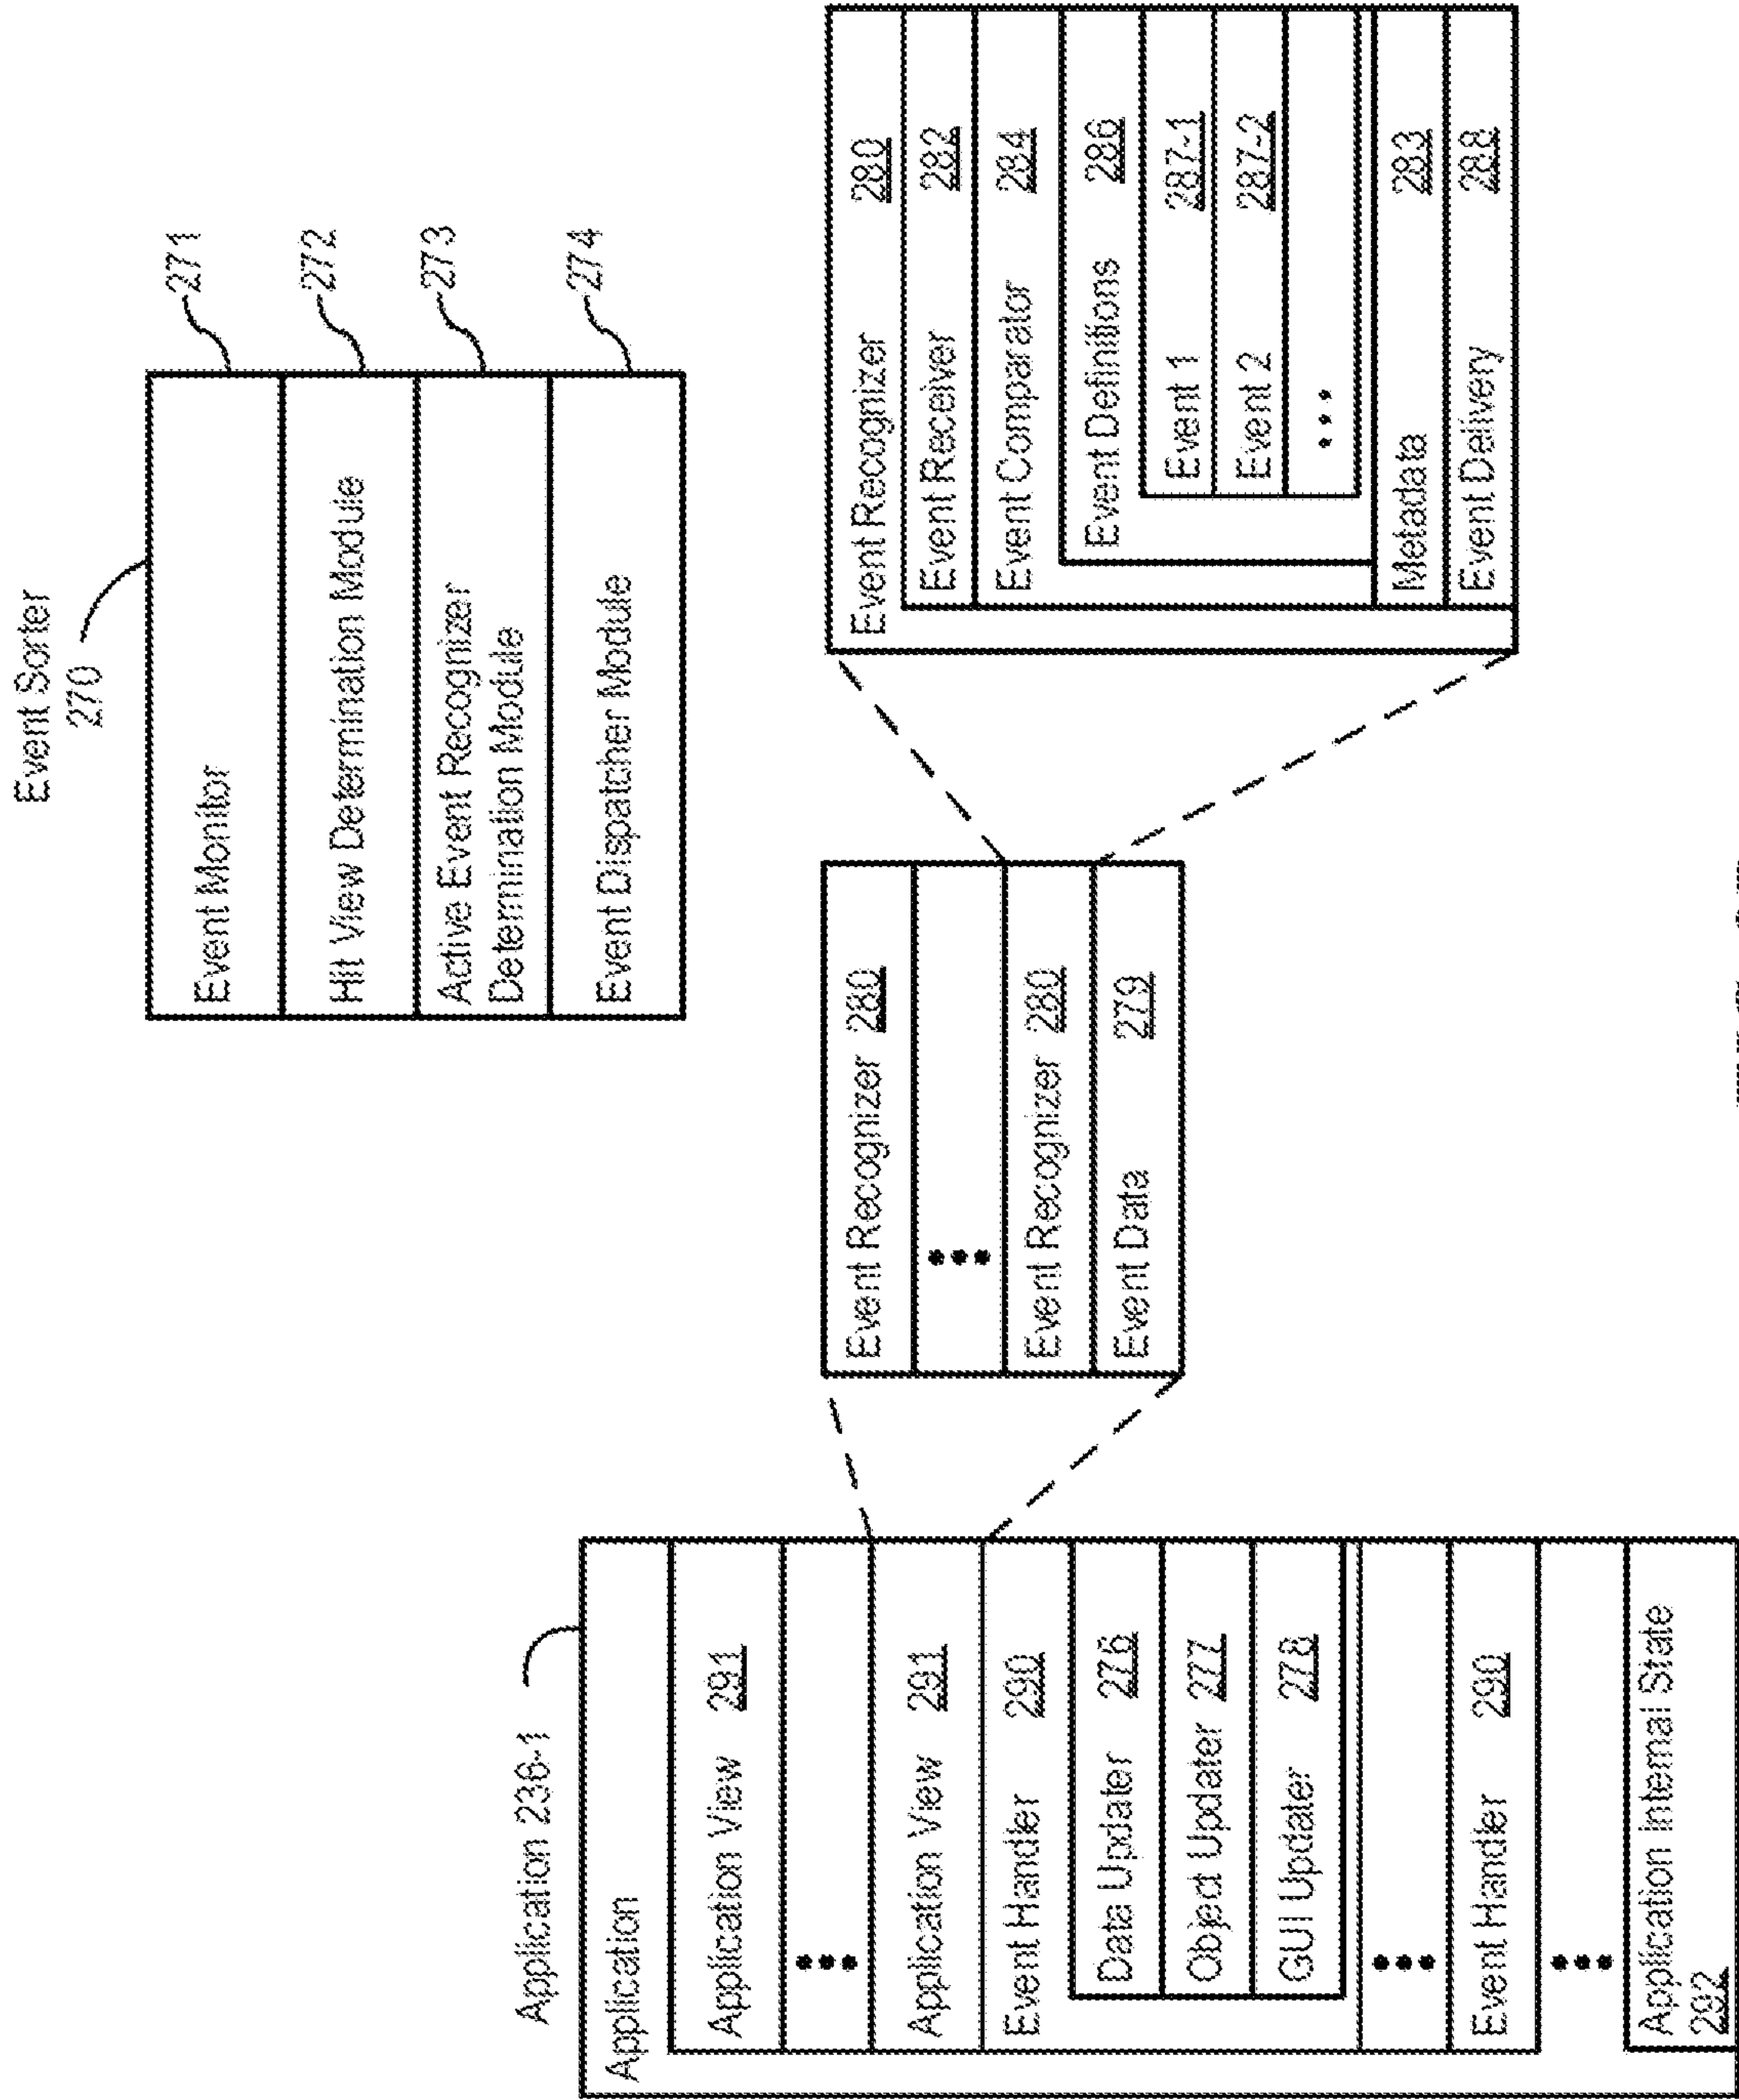 Event Sorter
270
Event Monitor
271
Hit View Determination Module
272
Active Event Recognizer
Determination Module
273
Event Dispatcher Module
274
Application 236-1
Application
Application View 291
•••
Application View 291
Event Hander 290
Data Updater 276
Object Updater 277
GUI Updater 278
•••
Event Hander 290
•••
Application Internal State
292
Event Recognizer 280
•••
Event Recognizer 280
Event Data 279
Event Recognizer 280
Event Receiver 282
Event Comparator 284
Event Definitions 286
Event 1 287-1
Event 2 287-2
•••
Metadata 283
Event Delivery 288